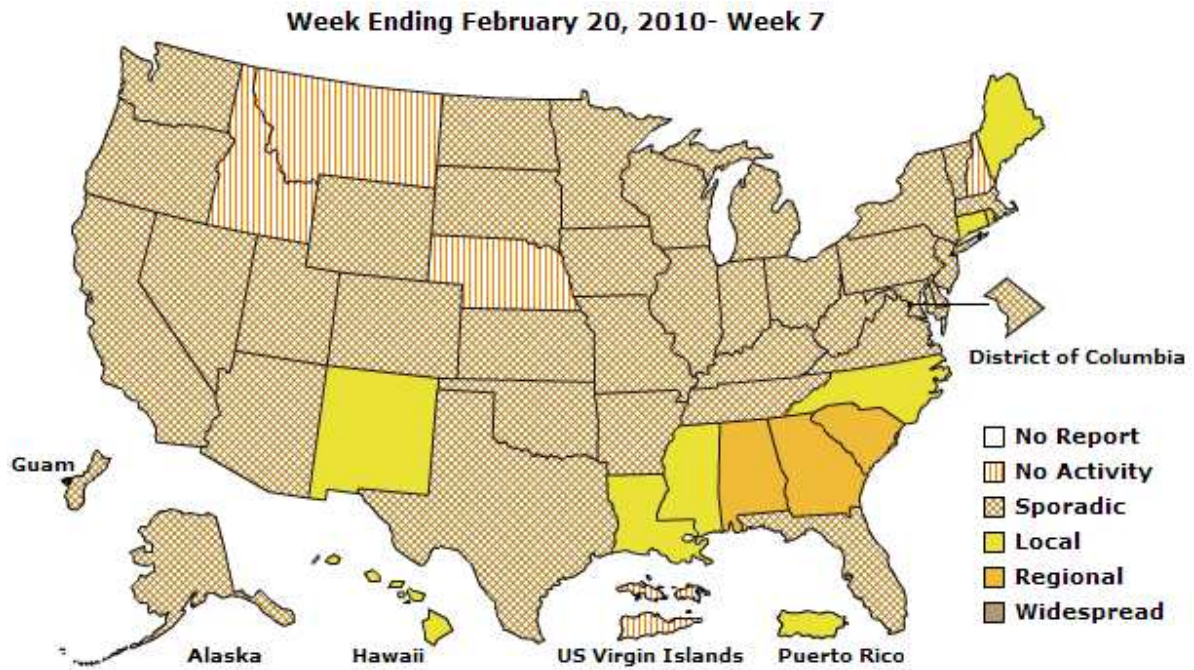 Week Ending February 20, 2010- Week 7
District of Columbia
Guam
No Report
No Activity
Sporadic
Local
Regional
Widespread
Alaska
Hawaii
US Virgin Islands
Puerto Rico